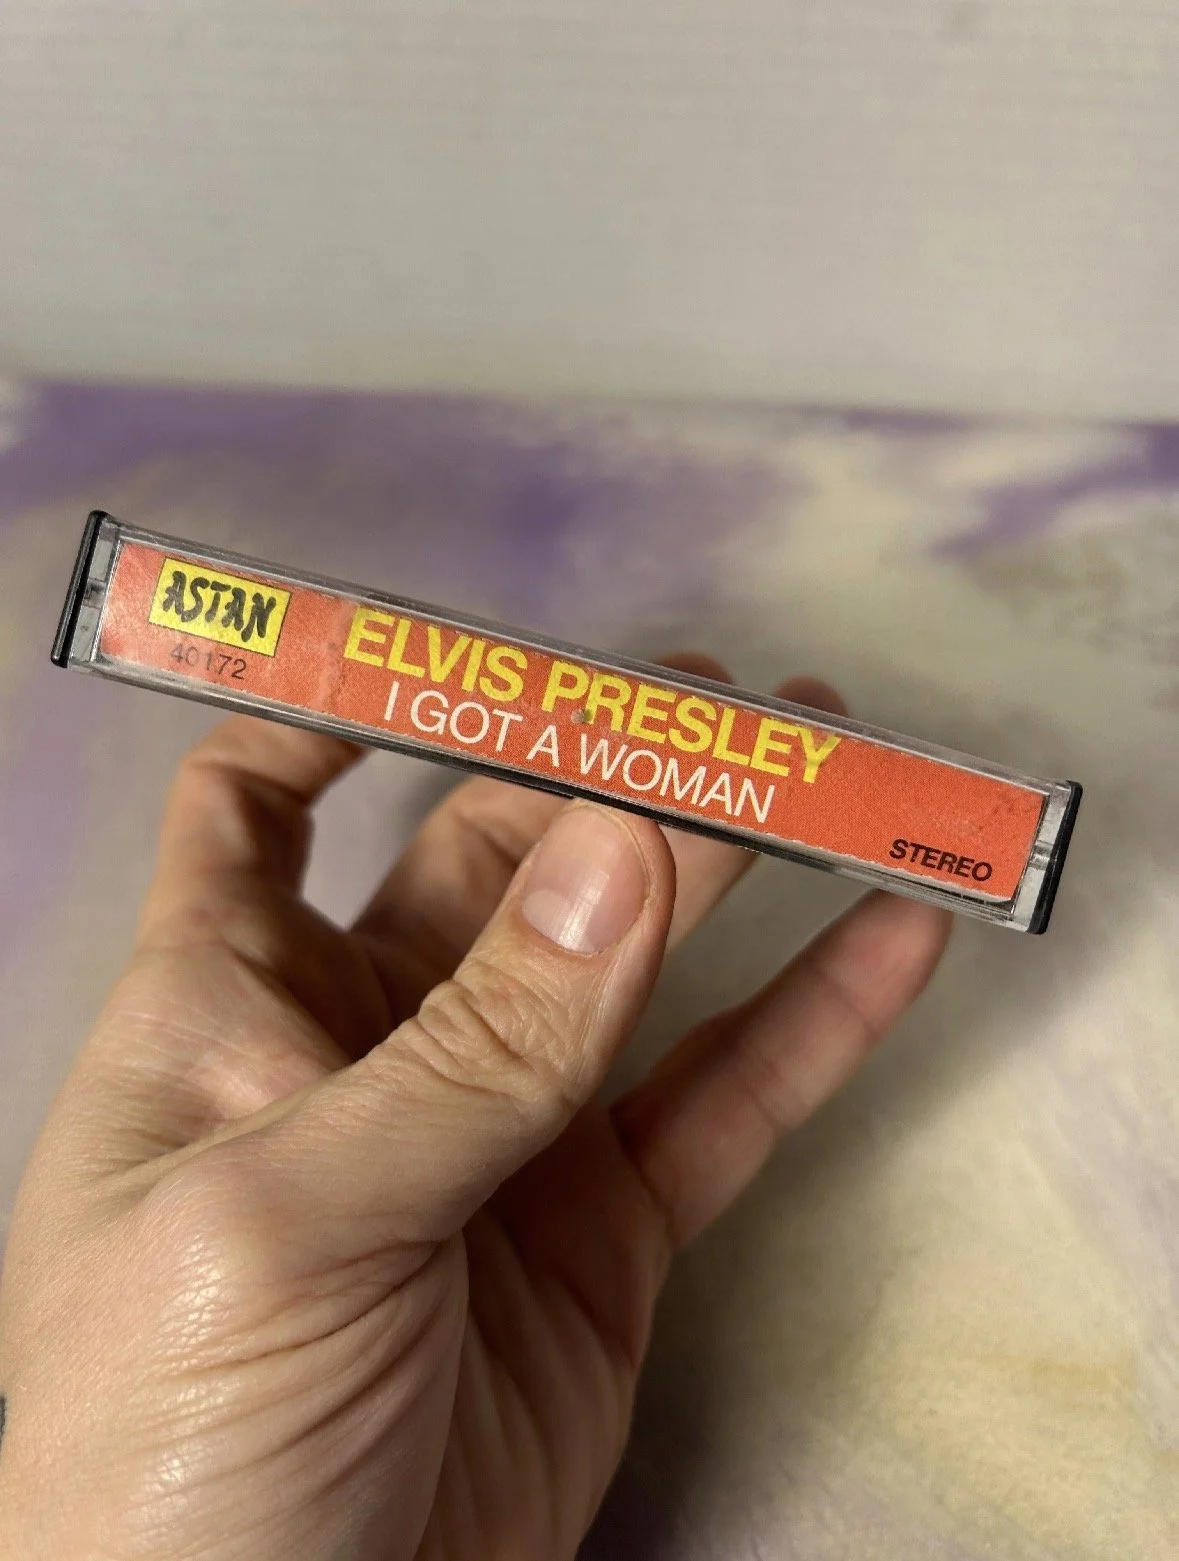 ASTAN
40172
ELVIS PRESLEY
I GOT A WOMAN
STEREO